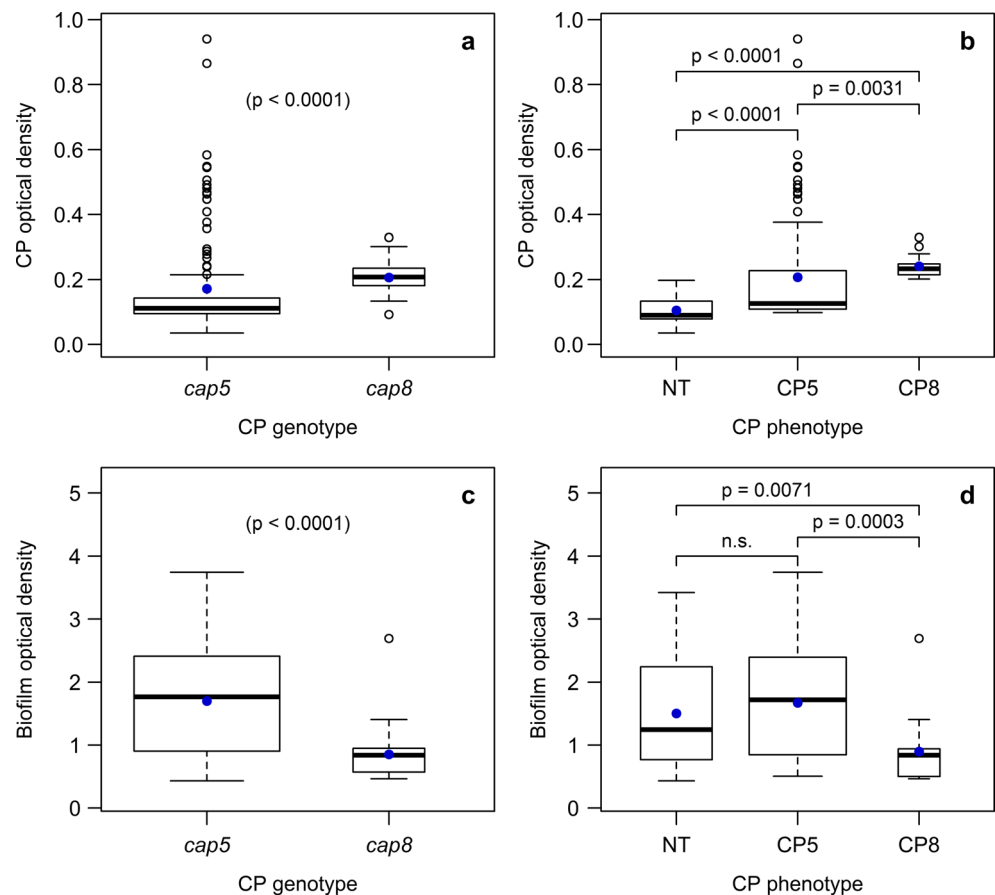 a
CP optical density
1.0
0.8
0.6
0.4
0.2
0.0
(p < 0.0001)
cap5
cap8
CP genotype
b
CP optical density
1.0
0.8
0.6
0.4
0.2
0.0
p < 0.0001
p = 0.0031
p < 0.0001
NT
CP5
CP8
CP phenotype
c
Biofilm optical density
5
4
3
2
1
0
(p < 0.0001)
cap5
cap8
CP genotype
d
Biofilm optical density
5
4
3
2
1
0
p = 0.0071
p = 0.0003
n.s.
NT
CP5
CP8
CP phenotype